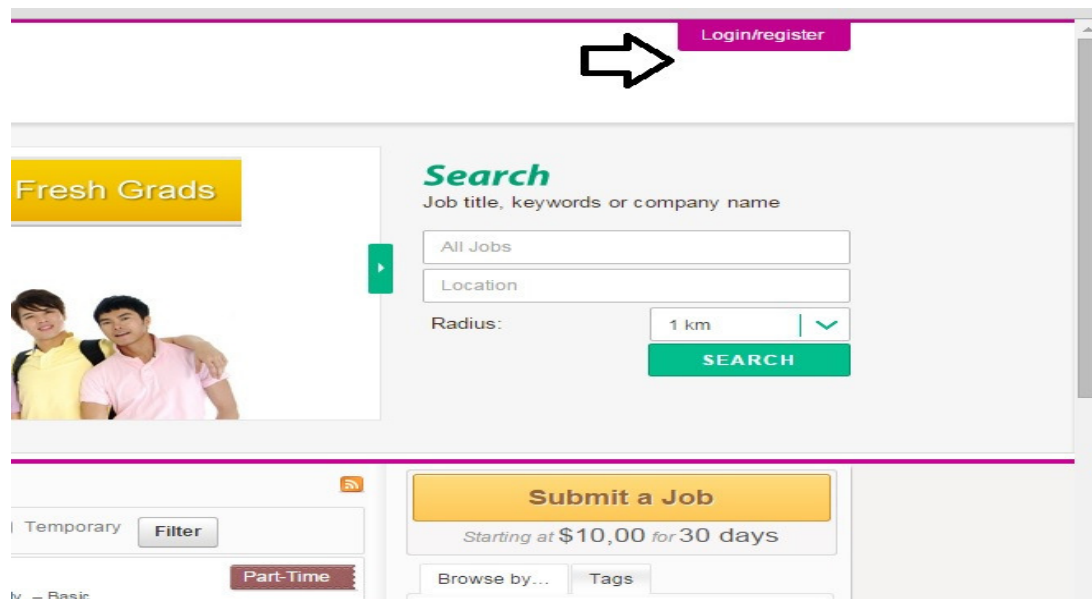 Login/register
Fresh Grads
Search
Job title, keywords or company name
All Jobs
Location
Radius:
1 km
SEARCH
Submit a Job
Starting at $10,00 for 30 days
Temporary
Filter
Part-Time
Browse by...
Tags
– Basic